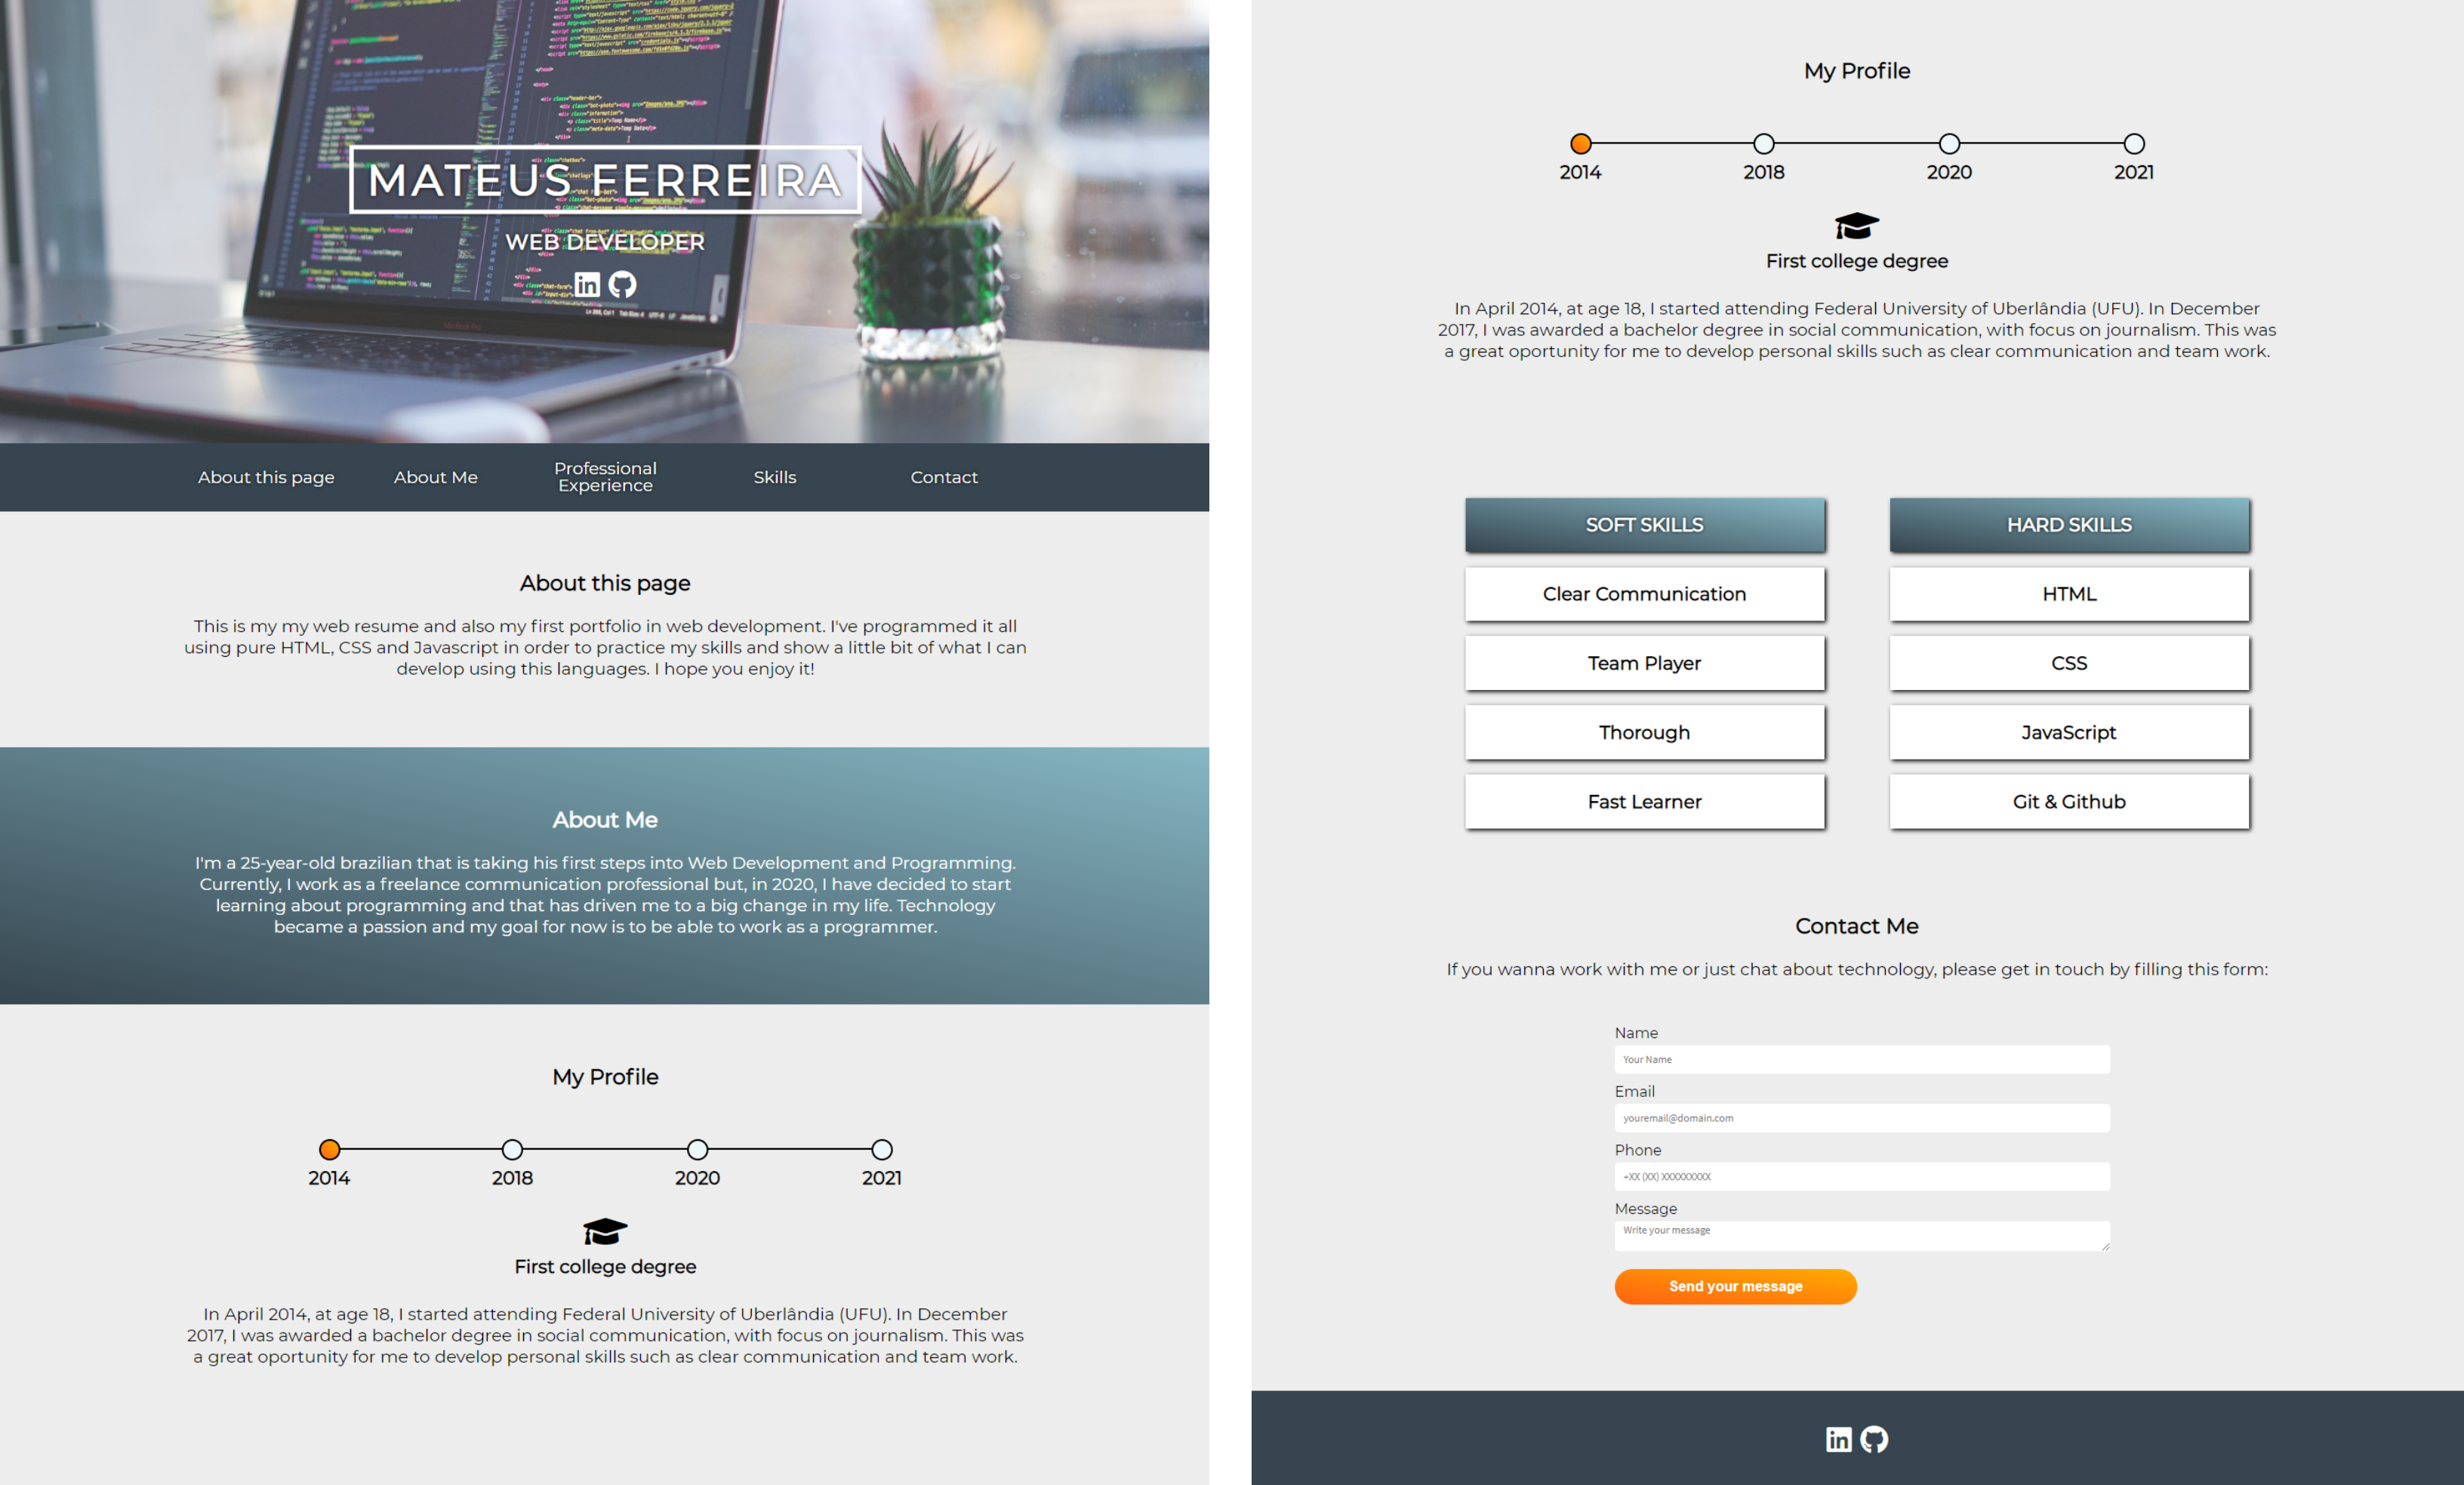 MATEUS FERREIRA
WEB DEVELOPER
in
About this page
About Me
Professional
Experience
Skills
Contact
About this page
This is my my web resume and also my first portfolio in web development. I've programmed it all
using pure HTML, CSS and Javascript in order to practice my skills and show a little bit of what I can
develop using this languages. I hope you enjoy it!
About Me
I'm a 25-year-old brazilian that is taking his first steps into Web Development and Programming.
Currently, I work as a freelance communication professional but, in 2020, I have decided to start
learning about programming and that has driven me to a big change in my life. Technology
became a passion and my goal for now is to be able to work as a programmer.
My Profile
2014 2018 2020 2021
First college degree
In April 2014, at age 18, I started attending Federal University of Uberlândia (UFU). In December
2017, I was awarded a bachelor degree in social communication, with focus on journalism. This was
a great oportunity for me to develop personal skills such as clear communication and team work.
My Profile
2014 2018 2020 2021
First college degree
In April 2014, at age 18, I started attending Federal University of Uberlândia (UFU). In December
2017, I was awarded a bachelor degree in social communication, with focus on journalism. This was
a great oportunity for me to develop personal skills such as clear communication and team work.
SOFT SKILLS
Clear Communication
Team Player
Thorough
Fast Learner
HARD SKILLS
HTML
CSS
JavaScript
Git & Github
Contact Me
If you wanna work with me or just chat about technology, please get in touch by filling this form:
Name
Your Name
Email
youremail@domain.com
Phone
+XX (XX) XXXXXXXXX
Message
Write your message
Send your message
in